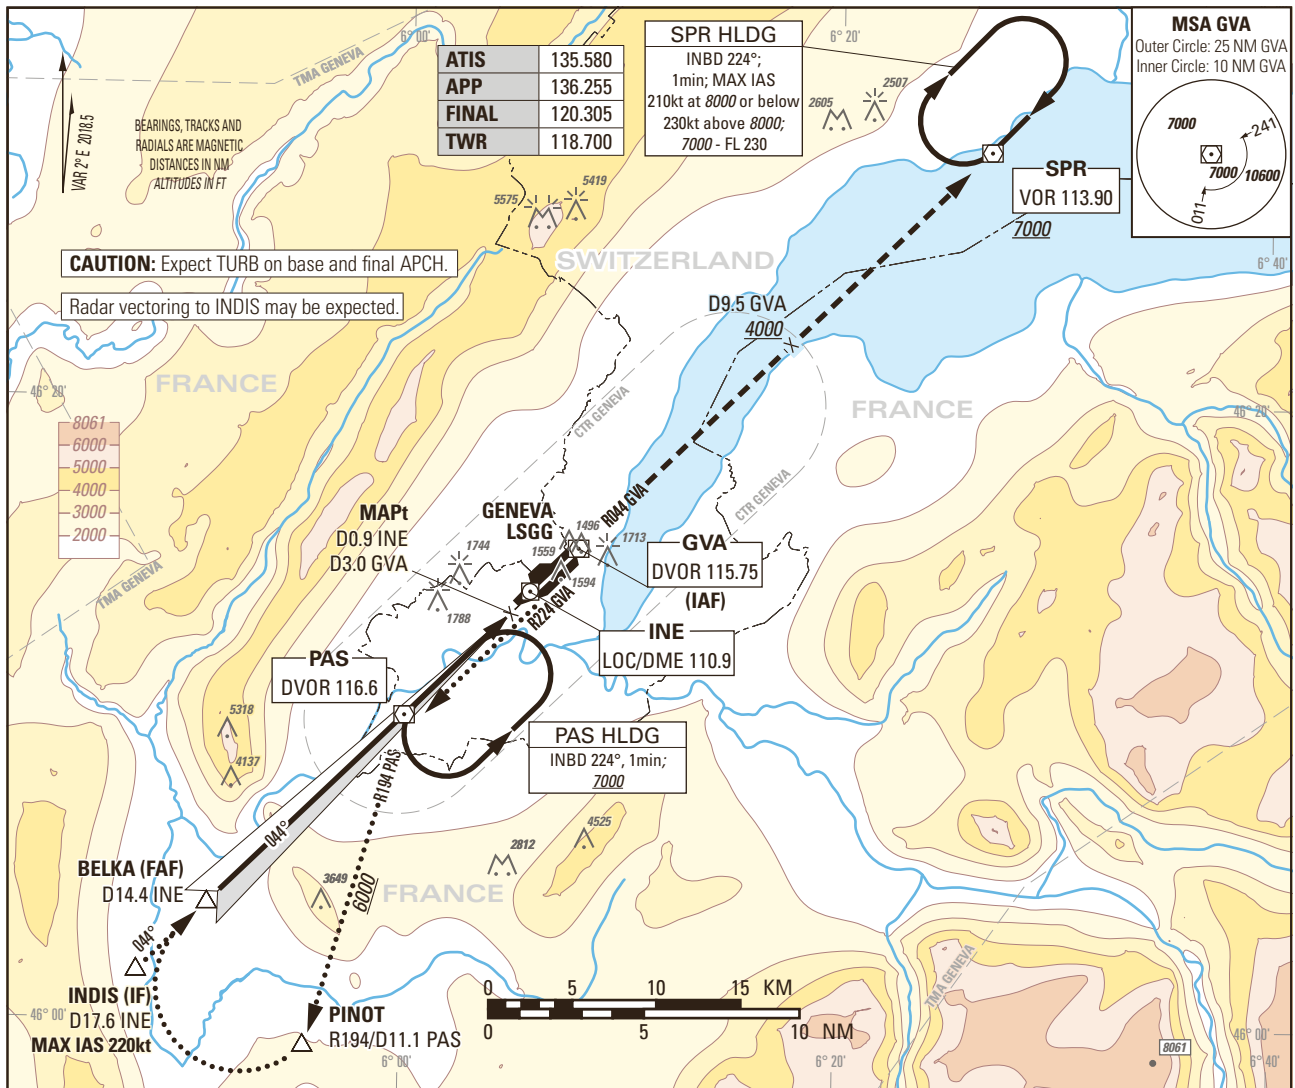 6° 00'
6° 20'
TMA GENEVA
VAR 2° E 2018.5
BEARINGS, TRACKS AND
RADIALS ARE MAGNETIC
DISTANCES IN NM
ALTITUDES IN FT
ATIS 135.580
APP 136.255
FINAL 120.305
TWR 118.700
SPR HLDG
INBD 224°;
1min; MAX IAS
210kt at 8000 or below
230kt above 8000;
7000 - FL 230
2605
2507
MSA GVA
Outer Circle: 25 NM GVA
Inner Circle: 10 NM GVA
7000
241
7000
10600
011
SPR
VOR 113.90
7000
5575
5419
CAUTION: Expect TURB on base and final APCH.
Radar vectoring to INDIS may be expected.
SWITZERLAND
6° 40'
D9.5 GVA
4000
FRANCE
46° 20'
FRANCE
46° 20'
8061
6000
5000
4000
3000
2000
CTR GENEVA
CTR GENEVA
R044 GVA
MAPt
D0.9 INE
D3.0 GVA
GENEVA
LSGG
1744
1788
1559
1496
1713
1594
GVA
DVOR 115.75
(IAF)
R224 GVA
INE
LOC/DME 110.9
TMA GENEVA
PAS
DVOR 116.6
PAS HLDG
INBD 224°, 1min;
7000
5318
4137
R194 PAS
044°
4525
2812
3649
FRANCE
6000
BELKA (FAF)
D14.4 INE
044°
INDIS (IF)
D17.6 INE
MAX IAS 220kt
PINOT
R194/D11.1 PAS
0 5 10 15 KM
0 5 10 NM
46° 00'
6° 00'
6° 20'
TMA GENEVA
8061
46° 00'
6° 40'